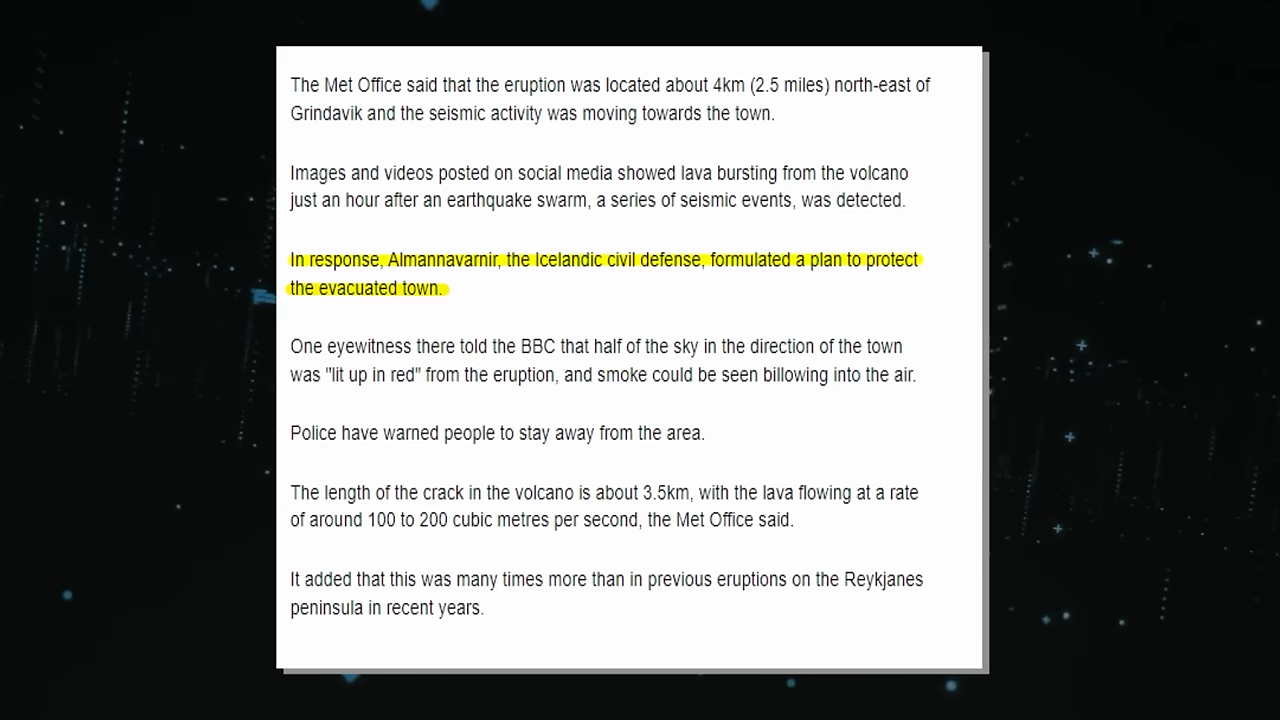 The Met Office said that the eruption was located about 4km (2.5 miles) north-east of
Grindavik and the seismic activity was moving towards the town.
Images and videos posted on social media showed lava bursting from the volcano
just an hour after an earthquake swarm, a series of seismic events, was detected.
In response, Almannavarnir, the Icelandic civil defense, formulated a plan to protect
the evacuated town.
One eyewitness there told the BBC that half of the sky in the direction of the town
was "lit up in red" from the eruption, and smoke could be seen billowing into the air.
Police have warned people to stay away from the area.
The length of the crack in the volcano is about 3.5km, with the lava flowing at a rate
of around 100 to 200 cubic metres per second, the Met Office said.
It added that this was many times more than in previous eruptions on the Reykjanes
peninsula in recent years.